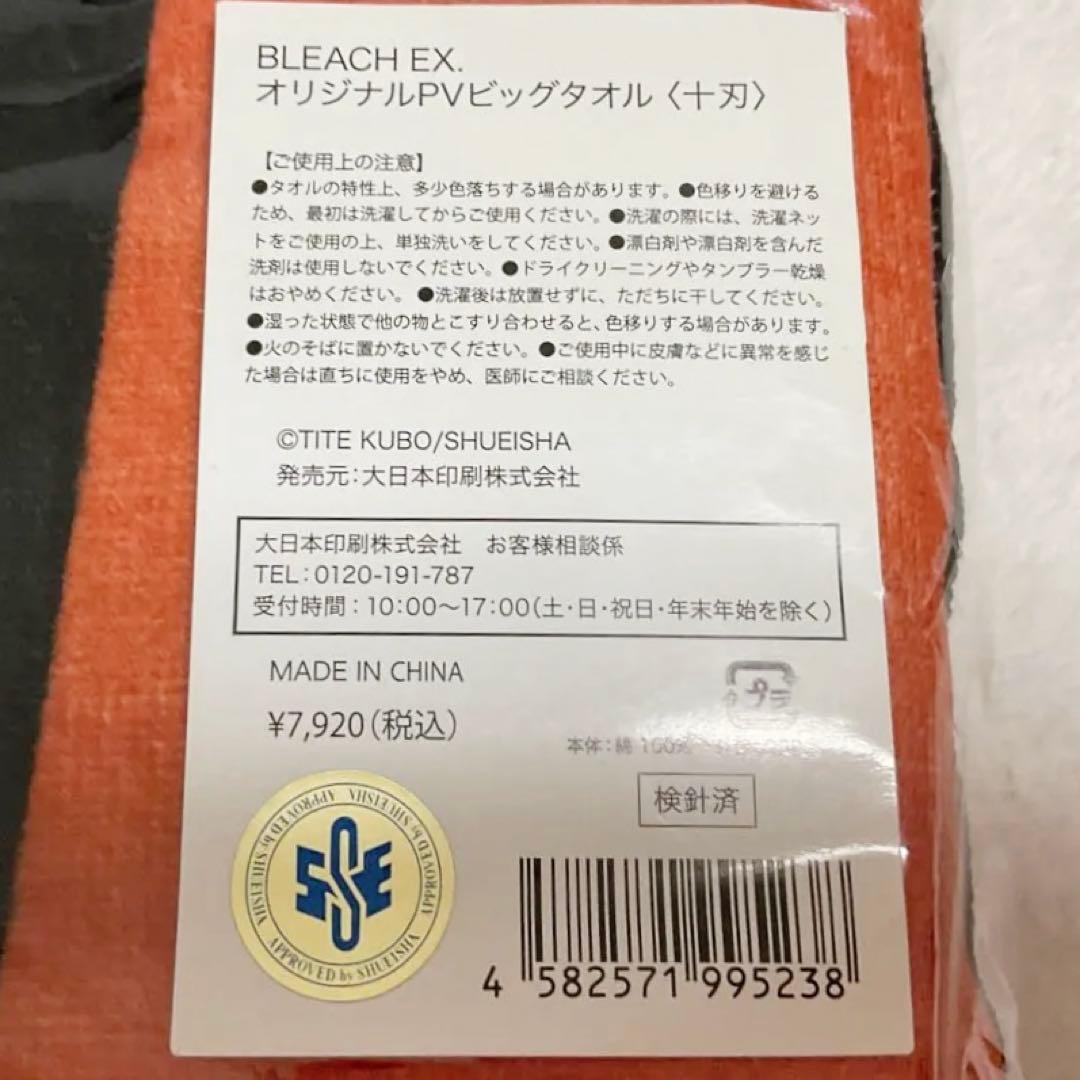 BLEACH EX.
オリジナルPVビッグタオル〈十刃〉
【ご使用上の注意】
●タオルの特性上、多少色落ちする場合があります。●色移りを避ける
ため、最初は洗濯してからご使用ください。●洗濯の際には、洗濯ネッ
トをご使用の上、単独洗いをしてください。●漂白剤や漂白剤を含んだ
洗剤は使用しないでください。●ドライクリーニングやタンブラー乾燥
はおやめください。●洗濯後は放置せずに、ただちに干してください。
●湿った状態で他の物とこすり合わせると、色移りする場合があります。
●火のそばに置かないでください。●ご使用中に皮膚などに異常を感じ
た場合は直ちに使用をやめ、医師にご相談ください。
©TITE KUBO/SHUEISHA
発売元:大日本印刷株式会社
大日本印刷株式会社　お客様相談係
TEL:0120-191-787
受付時間：10:00〜17:00(土・日・祝日・年末年始を除く)
MADE IN CHINA
¥7,920(税込)
プラ
本体：綿 100%
検針済
APPROVED by SHUEISHA APPROVED by SHUEISHA APPROVED by SHUEISHA
SSE
4 582571 995238